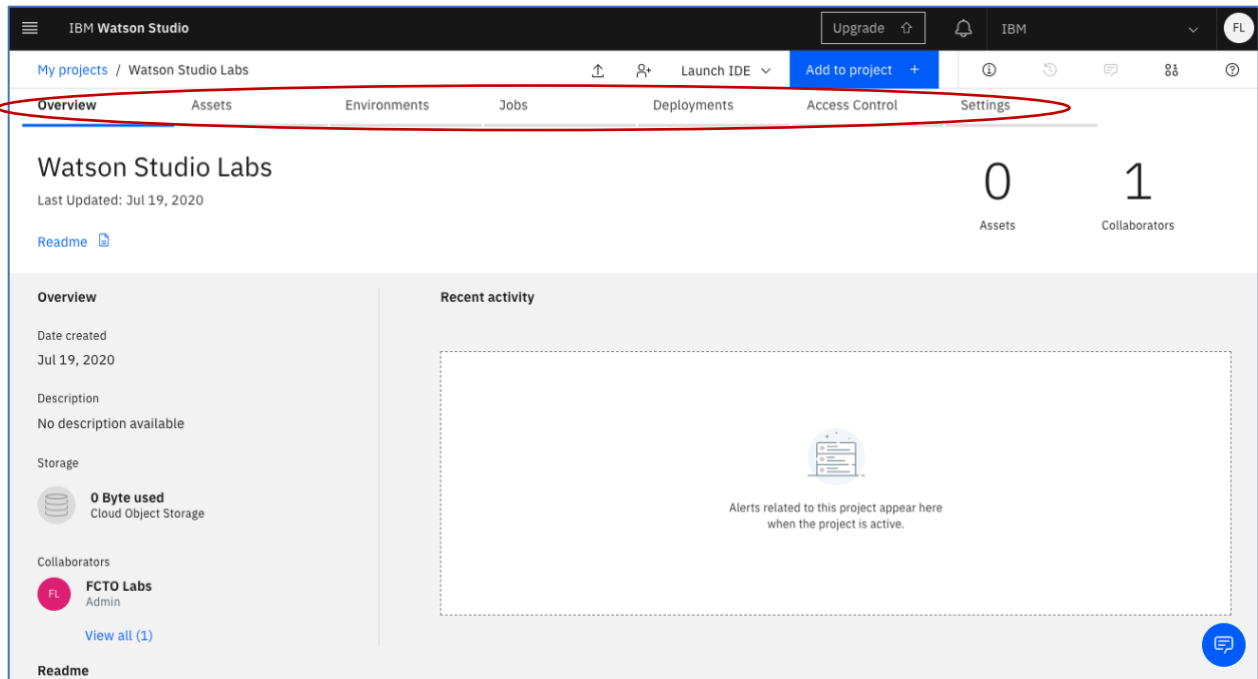 IBM Watson Studio
Upgrade
IBM
FL
My projects / Watson Studio Labs
Launch IDE
Add to project +
Overview
Assets
Environments
Jobs
Deployments
Access Control
Settings
Watson Studio Labs
Last Updated: Jul 19, 2020
Readme
0
Assets
1
Collaborators
Overview
Date created
Jul 19, 2020
Description
No description available
Storage
0 Byte used
Cloud Object Storage
Collaborators
FL
FCTO Labs
Admin
View all (1)
Readme
Recent activity
Alerts related to this project appear here
when the project is active.